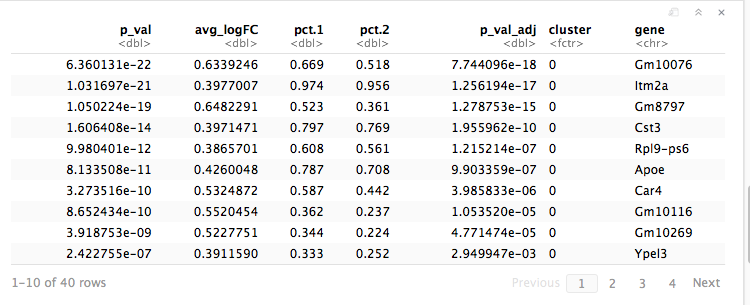 p_val avg_logFC pct.1 pct.2 p_val_adj cluster gene
<dbl> <dbl> <dbl> <dbl> <dbl> <fctr> <chr>
6.360131e-22 0.6339246 0.669 0.518 7.744096e-18 0 Gm10076
1.031697e-21 0.3977007 0.974 0.956 1.256194e-17 0 Itm2a
1.050224e-19 0.6482291 0.523 0.361 1.278753e-15 0 Gm8797
1.606408e-14 0.3971471 0.797 0.769 1.955962e-10 0 Cst3
9.980401e-12 0.3865701 0.608 0.561 1.215214e-07 0 Rpl9-ps6
8.133508e-11 0.4260048 0.787 0.708 9.903359e-07 0 Apoe
3.273516e-10 0.5324872 0.587 0.442 3.985833e-06 0 Car4
8.652434e-10 0.5520454 0.362 0.237 1.053520e-05 0 Gm10116
3.918753e-09 0.5227751 0.344 0.224 4.771474e-05 0 Gm10269
2.422755e-07 0.3911590 0.333 0.252 2.949947e-03 0 Ypel3
1-10 of 40 rows Previous 1 2 3 4 Next